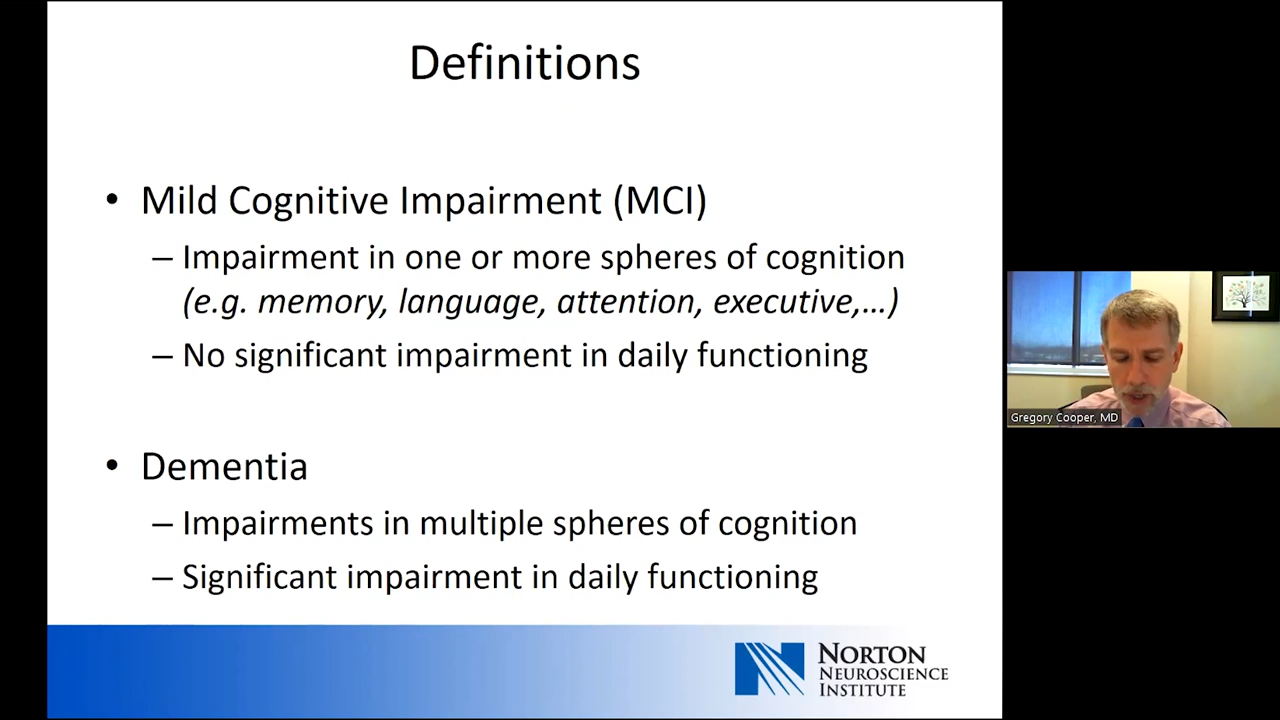 Definitions
• Mild Cognitive Impairment (MCI)
– Impairment in one or more spheres of cognition
(e.g. memory, language, attention, executive,…)
– No significant impairment in daily functioning
• Dementia
– Impairments in multiple spheres of cognition
– Significant impairment in daily functioning
NORTON
NEUROSCIENCE
INSTITUTE
Gregory Cooper, MD